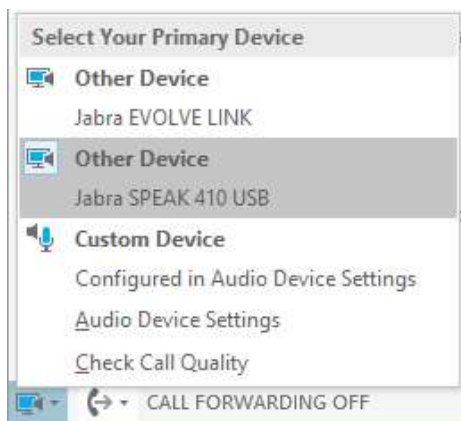 Select Your Primary Device
Other Device
Jabra EVOLVE LINK
Other Device
Jabra SPEAK 410 USB
Custom Device
Configured in Audio Device Settings
Audio Device Settings
Check Call Quality
CALL FORWARDING OFF